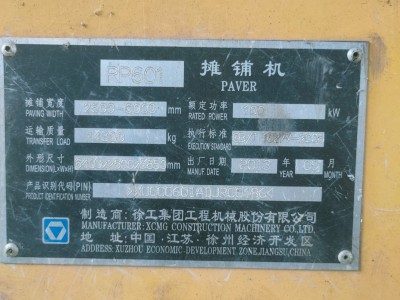 RP601 摊铺机
PAVER
摊铺宽度 mm 额定功率 kW
PAVING WIDTH RATED POWER
运输质量 kg 执行标准
TRANSFER LOAD EXECUTION STANDARD
外形尺寸 出厂日期 年 月
DIMENSION(LXWXH) MANUF DATE YEAR MONTH
产品识别代码(PIN)
PRODUCT IDENTIFICATION NUMBER
制造商:徐工集团工程机械股份有限公司
MANUFACTURER: XCMG CONSTRUCTION MACHINERY CO.,LTD
地址:中国·江苏·徐州经济开发区
ADDRESS: XUZHOU ECONOMIC DEVELOPMENT ZONE,JIANGSU,CHINA